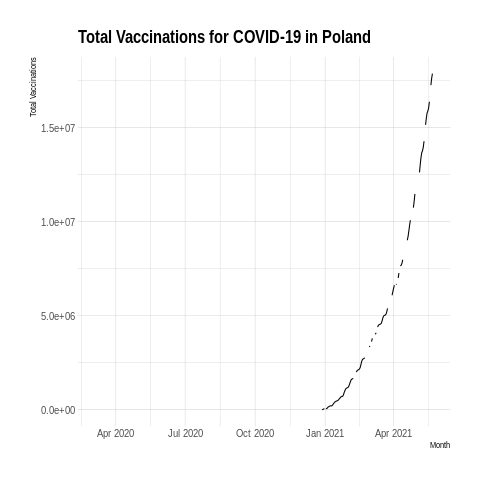 Total Vaccinations for COVID-19 in Poland
Total Vaccinations
1.5e+07
1.0e+07
5.0e+06
0.0e+00
Apr 2020 Jul 2020 Oct 2020 Jan 2021 Apr 2021
Month